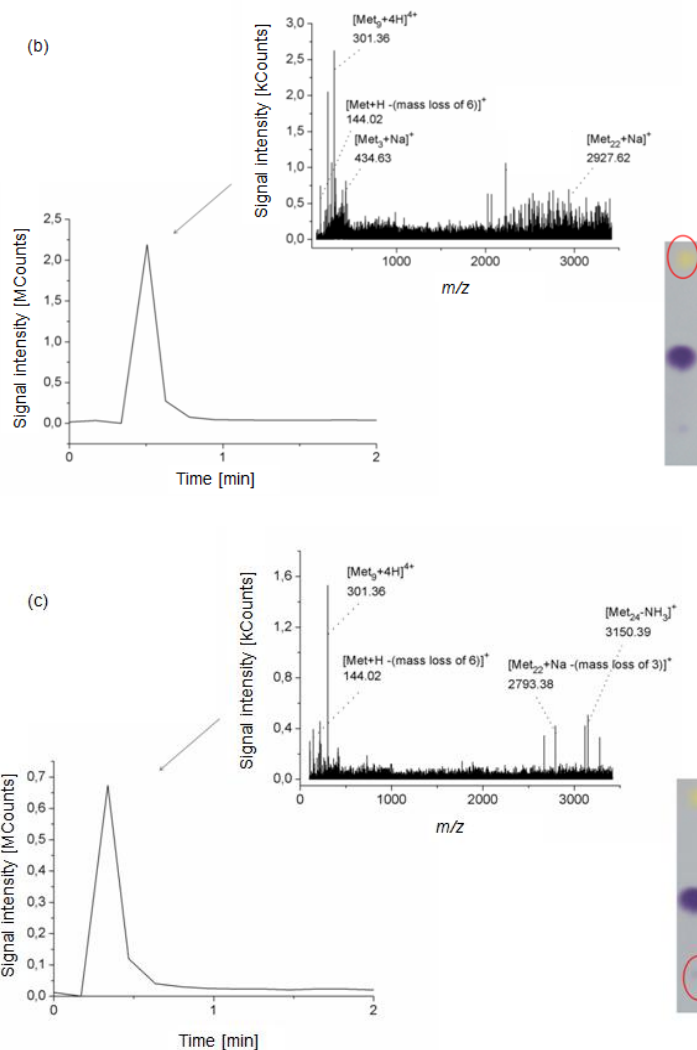 (b)
Signal intensity [kCounts]
3,0
2,5
2,0
1,5
1,0
0,5
0,0
[Met₉+4H]⁴⁺
301.36
[Met+H -(mass loss of 6)]⁺
144.02
[Met₃+Na]⁺
434.63
[Met₂₂+Na]⁺
2927.62
1000 2000 3000
m/z
Signal intensity [MCounts]
2,5
2,0
1,5
1,0
0,5
0,0
0 1 2
Time [min]
(c)
Signal intensity [kCounts]
1,6
1,2
0,8
0,4
0,0
[Met₉+4H]⁴⁺
301.36
[Met+H -(mass loss of 6)]⁺
144.02
[Met₂₄-NH₃]⁺
3150.39
[Met₂₂+Na -(mass loss of 3)]⁺
2793.38
0 1000 2000 3000
m/z
Signal intensity [MCounts]
0,7
0,6
0,5
0,4
0,3
0,2
0,1
0,0
0 1 2
Time [min]